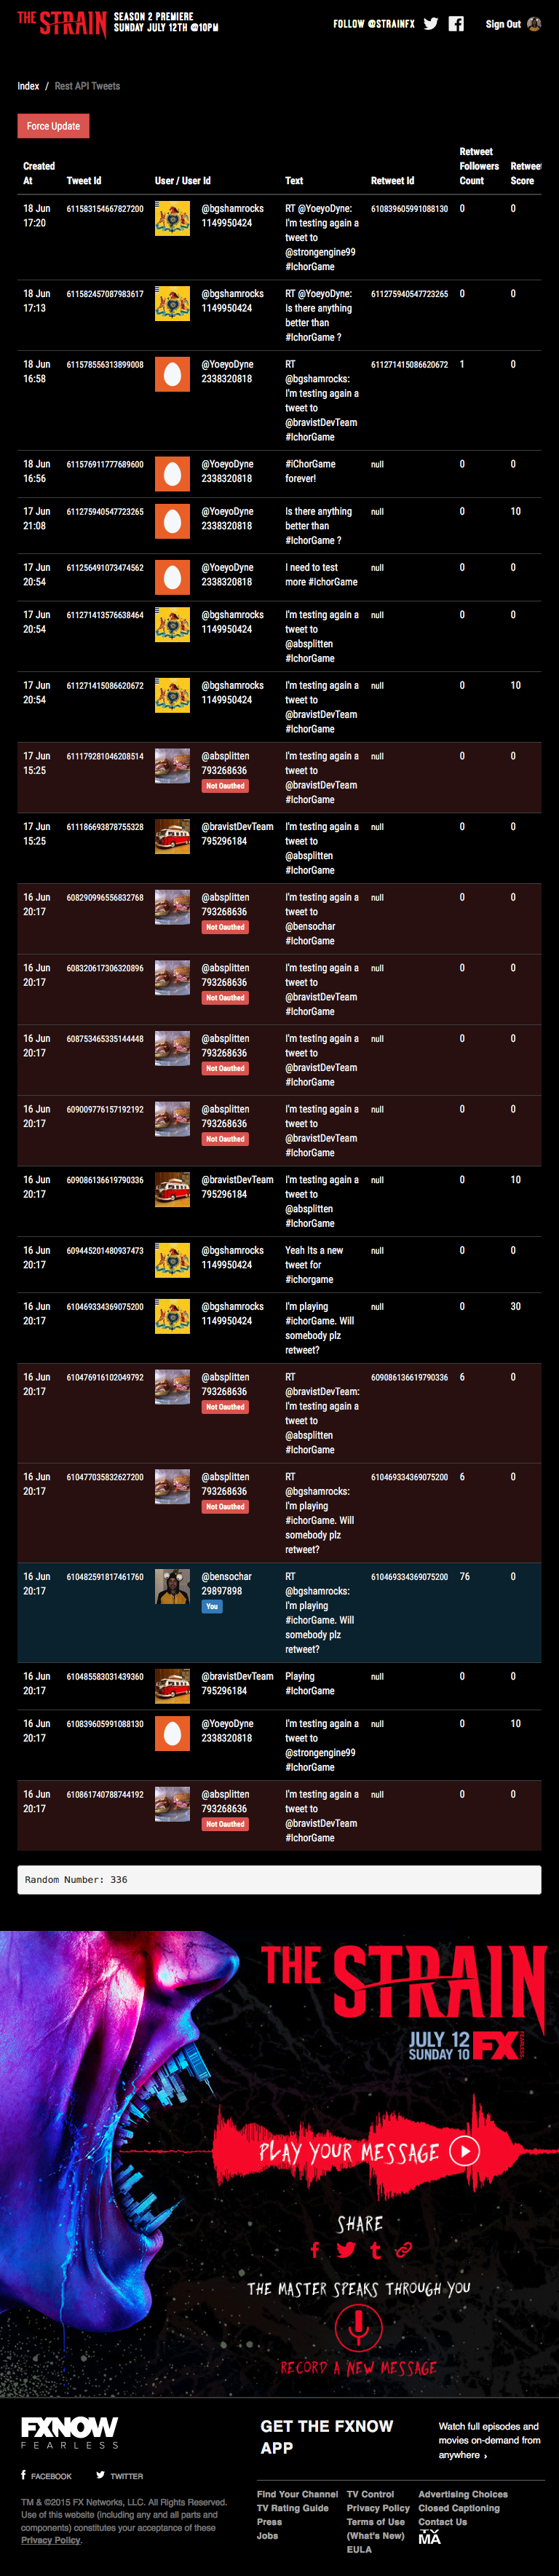 THE STRAIN
SEASON 2 PREMIERE
SUNDAY JULY 12TH @10PM
FOLLOW @STRAINFX
Sign Out
Index / Rest API Tweets
Force Update
Created At Tweet Id User / User Id Text Retweet Id Retweet Followers Count Retweet Score
18 Jun 17:20 611583154667827200 @bgshamrocks 1149950424 RT @YoeyoDyne: I'm testing again a tweet to @strongengine99 #IchorGame 610839605991088130 0 0
18 Jun 17:13 611582457087983617 @bgshamrocks 1149950424 RT @YoeyoDyne: Is there anything better than #IchorGame ? 611275940547723265 0 0
18 Jun 16:58 611578556313899008 @YoeyoDyne 2338320818 RT @bgshamrocks: I'm testing again a tweet to @bravistDevTeam #IchorGame 611271415086620672 1 0
18 Jun 16:56 611576911777689600 @YoeyoDyne 2338320818 #iChorGame forever! null 0 0
17 Jun 21:08 611275940547723265 @YoeyoDyne 2338320818 Is there anything better than #IchorGame ? null 0 10
17 Jun 20:54 611256491073474562 @YoeyoDyne 2338320818 I need to test more #IchorGame null 0 0
17 Jun 20:54 611271413576638464 @bgshamrocks 1149950424 I'm testing again a tweet to @absplitten #IchorGame null 0 0
17 Jun 20:54 611271415086620672 @bgshamrocks 1149950424 I'm testing again a tweet to @bravistDevTeam #IchorGame null 0 10
17 Jun 15:25 611179281046208514 @absplitten 793268636 Not Oauthed I'm testing again a tweet to @bravistDevTeam #IchorGame null 0 0
17 Jun 15:25 611186693878755328 @bravistDevTeam 795296184 I'm testing again a tweet to @absplitten #IchorGame null 0 0
16 Jun 20:17 608290996556832768 @absplitten 793268636 Not Oauthed I'm testing again a tweet to @bensochar #IchorGame null 0 0
16 Jun 20:17 608320617306320896 @absplitten 793268636 Not Oauthed I'm testing again a tweet to @bravistDevTeam #IchorGame null 0 0
16 Jun 20:17 608753465335144448 @absplitten 793268636 Not Oauthed I'm testing again a tweet to @bravistDevTeam #IchorGame null 0 0
16 Jun 20:17 609009776157192192 @absplitten 793268636 Not Oauthed I'm testing again a tweet to @bravistDevTeam #IchorGame null 0 0
16 Jun 20:17 609086136619790336 @bravistDevTeam 795296184 I'm testing again a tweet to @absplitten #IchorGame null 0 10
16 Jun 20:17 609445201480937473 @bgshamrocks 1149950424 Yeah Its a new tweet for #ichorgame null 0 0
16 Jun 20:17 610469334369075200 @bgshamrocks 1149950424 I'm playing #ichorGame. Will somebody plz retweet? null 0 30
16 Jun 20:17 610476916102049792 @absplitten 793268636 Not Oauthed RT @bravistDevTeam: I'm testing again a tweet to @absplitten #IchorGame 609086136619790336 6 0
16 Jun 20:17 610477035832627200 @absplitten 793268636 Not Oauthed RT @bgshamrocks: I'm playing #ichorGame. Will somebody plz retweet? 610469334369075200 6 0
16 Jun 20:17 610482591817461760 @bensochar 29897898 You RT @bgshamrocks: I'm playing #ichorGame. Will somebody plz retweet? 610469334369075200 76 0
16 Jun 20:17 610485583031439360 @bravistDevTeam 795296184 Playing #IchorGame null 0 0
16 Jun 20:17 610839605991088130 @YoeyoDyne 2338320818 I'm testing again a tweet to @strongengine99 #IchorGame null 0 10
16 Jun 20:17 610861740788744192 @absplitten 793268636 Not Oauthed I'm testing again a tweet to @bravistDevTeam #IchorGame null 0 0
Random Number: 336
THE STRAIN
JULY 12
SUNDAY 10
FX
FEARLESS
PLAY YOUR MESSAGE
SHARE
THE MASTER SPEAKS THROUGH YOU
RECORD A NEW MESSAGE
FXNOW
FEARLESS
FACEBOOK TWITTER
TM & ©2015 FX Networks, LLC. All Rights Reserved.
Use of this website (including any and all parts and
components) constitutes your acceptance of these
Privacy Policy.
GET THE FXNOW
APP
Watch full episodes and
movies on-demand from
anywhere ›
Find Your Channel TV Control Advertising Choices
TV Rating Guide Privacy Policy Closed Captioning
Press Terms of Use Contact Us
Jobs (What's New) TV MA
EULA